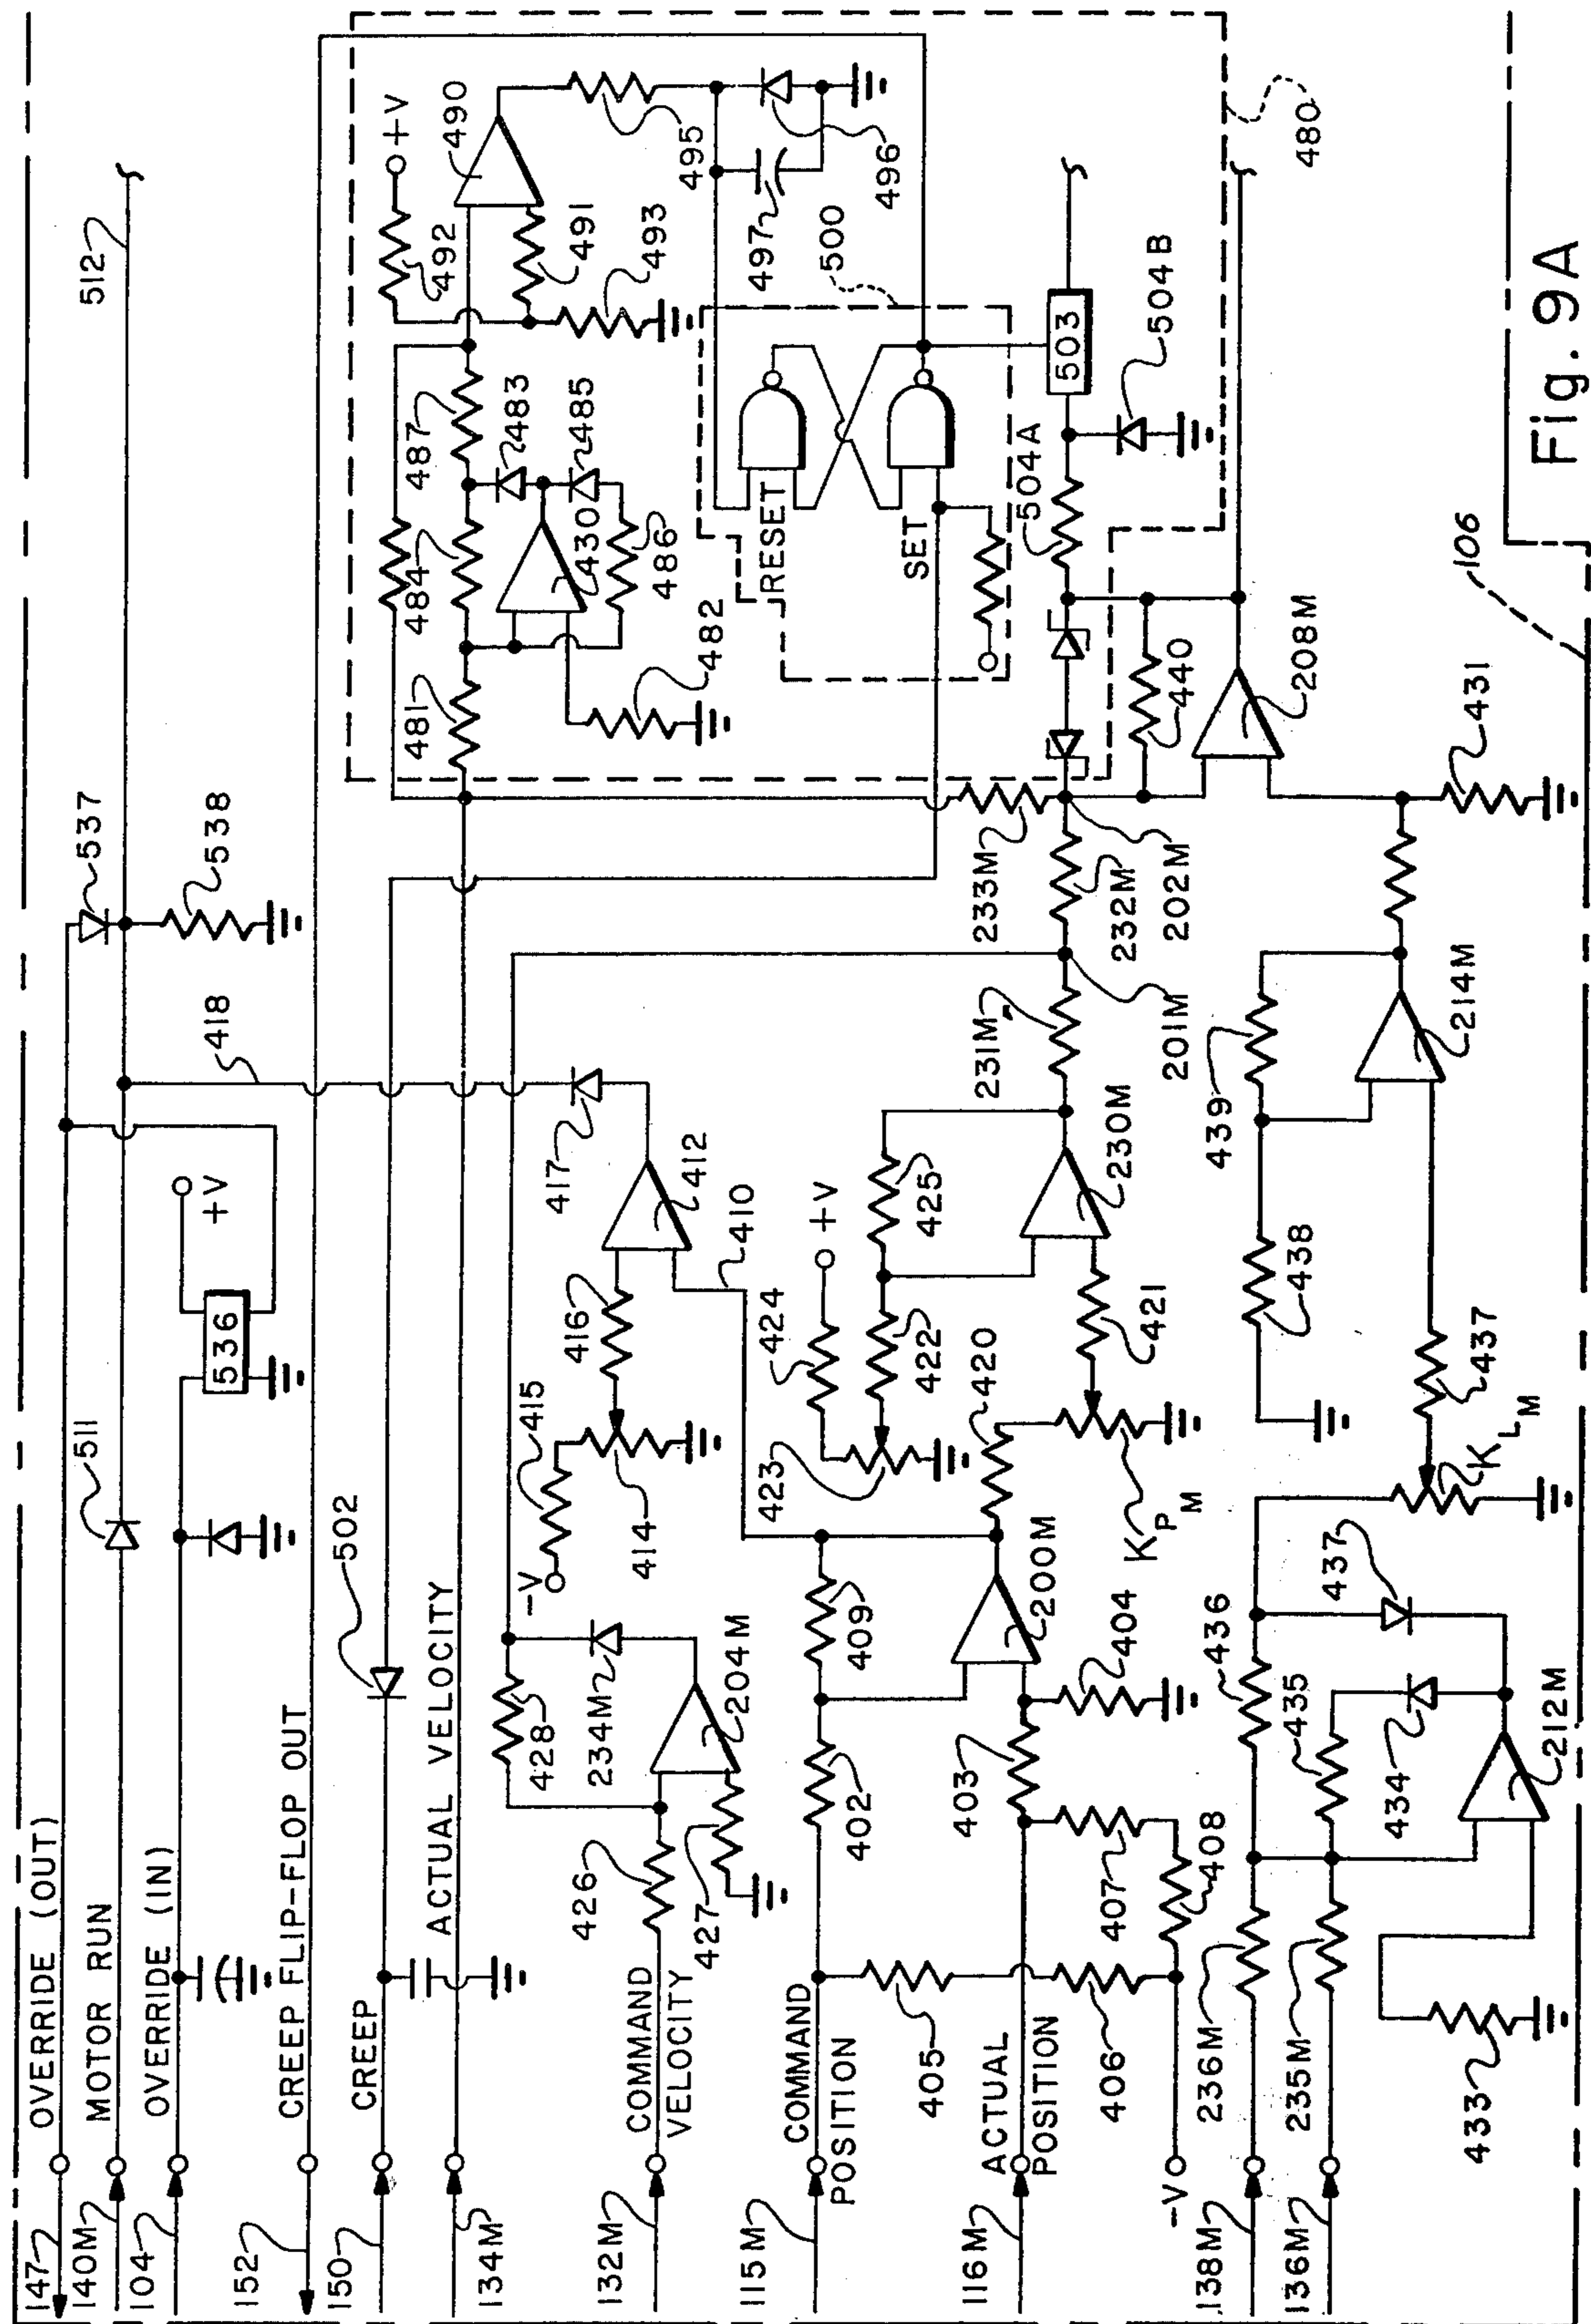 147
OVERRIDE (OUT)
140M
MOTOR RUN
104
OVERRIDE (IN)
152
CREEP FLIP-FLOP OUT
150
CREEP
134M
ACTUAL VELOCITY
132M
COMMAND
VELOCITY
115M
COMMAND
POSITION
116M
ACTUAL
POSITION
-V
138M
136M
511
536
+V
418
537
538
512
502
426
427
428
234M
204M
-V
415
414
416
417
412
410
402
403
404
405
406
407
408
409
200M
423
424
+V
422
425
420
421
KPM
230M
231M
201M
232M
233M
202M
236M
235M
433
434
435
436
437
212M
KLM
437
438
439
214M
431
208M
440
481
482
484
430
486
483
485
487
492
+V
490
491
493
495
496
497
500
RESET
SET
504A
503
504B
480
106
Fig. 9A